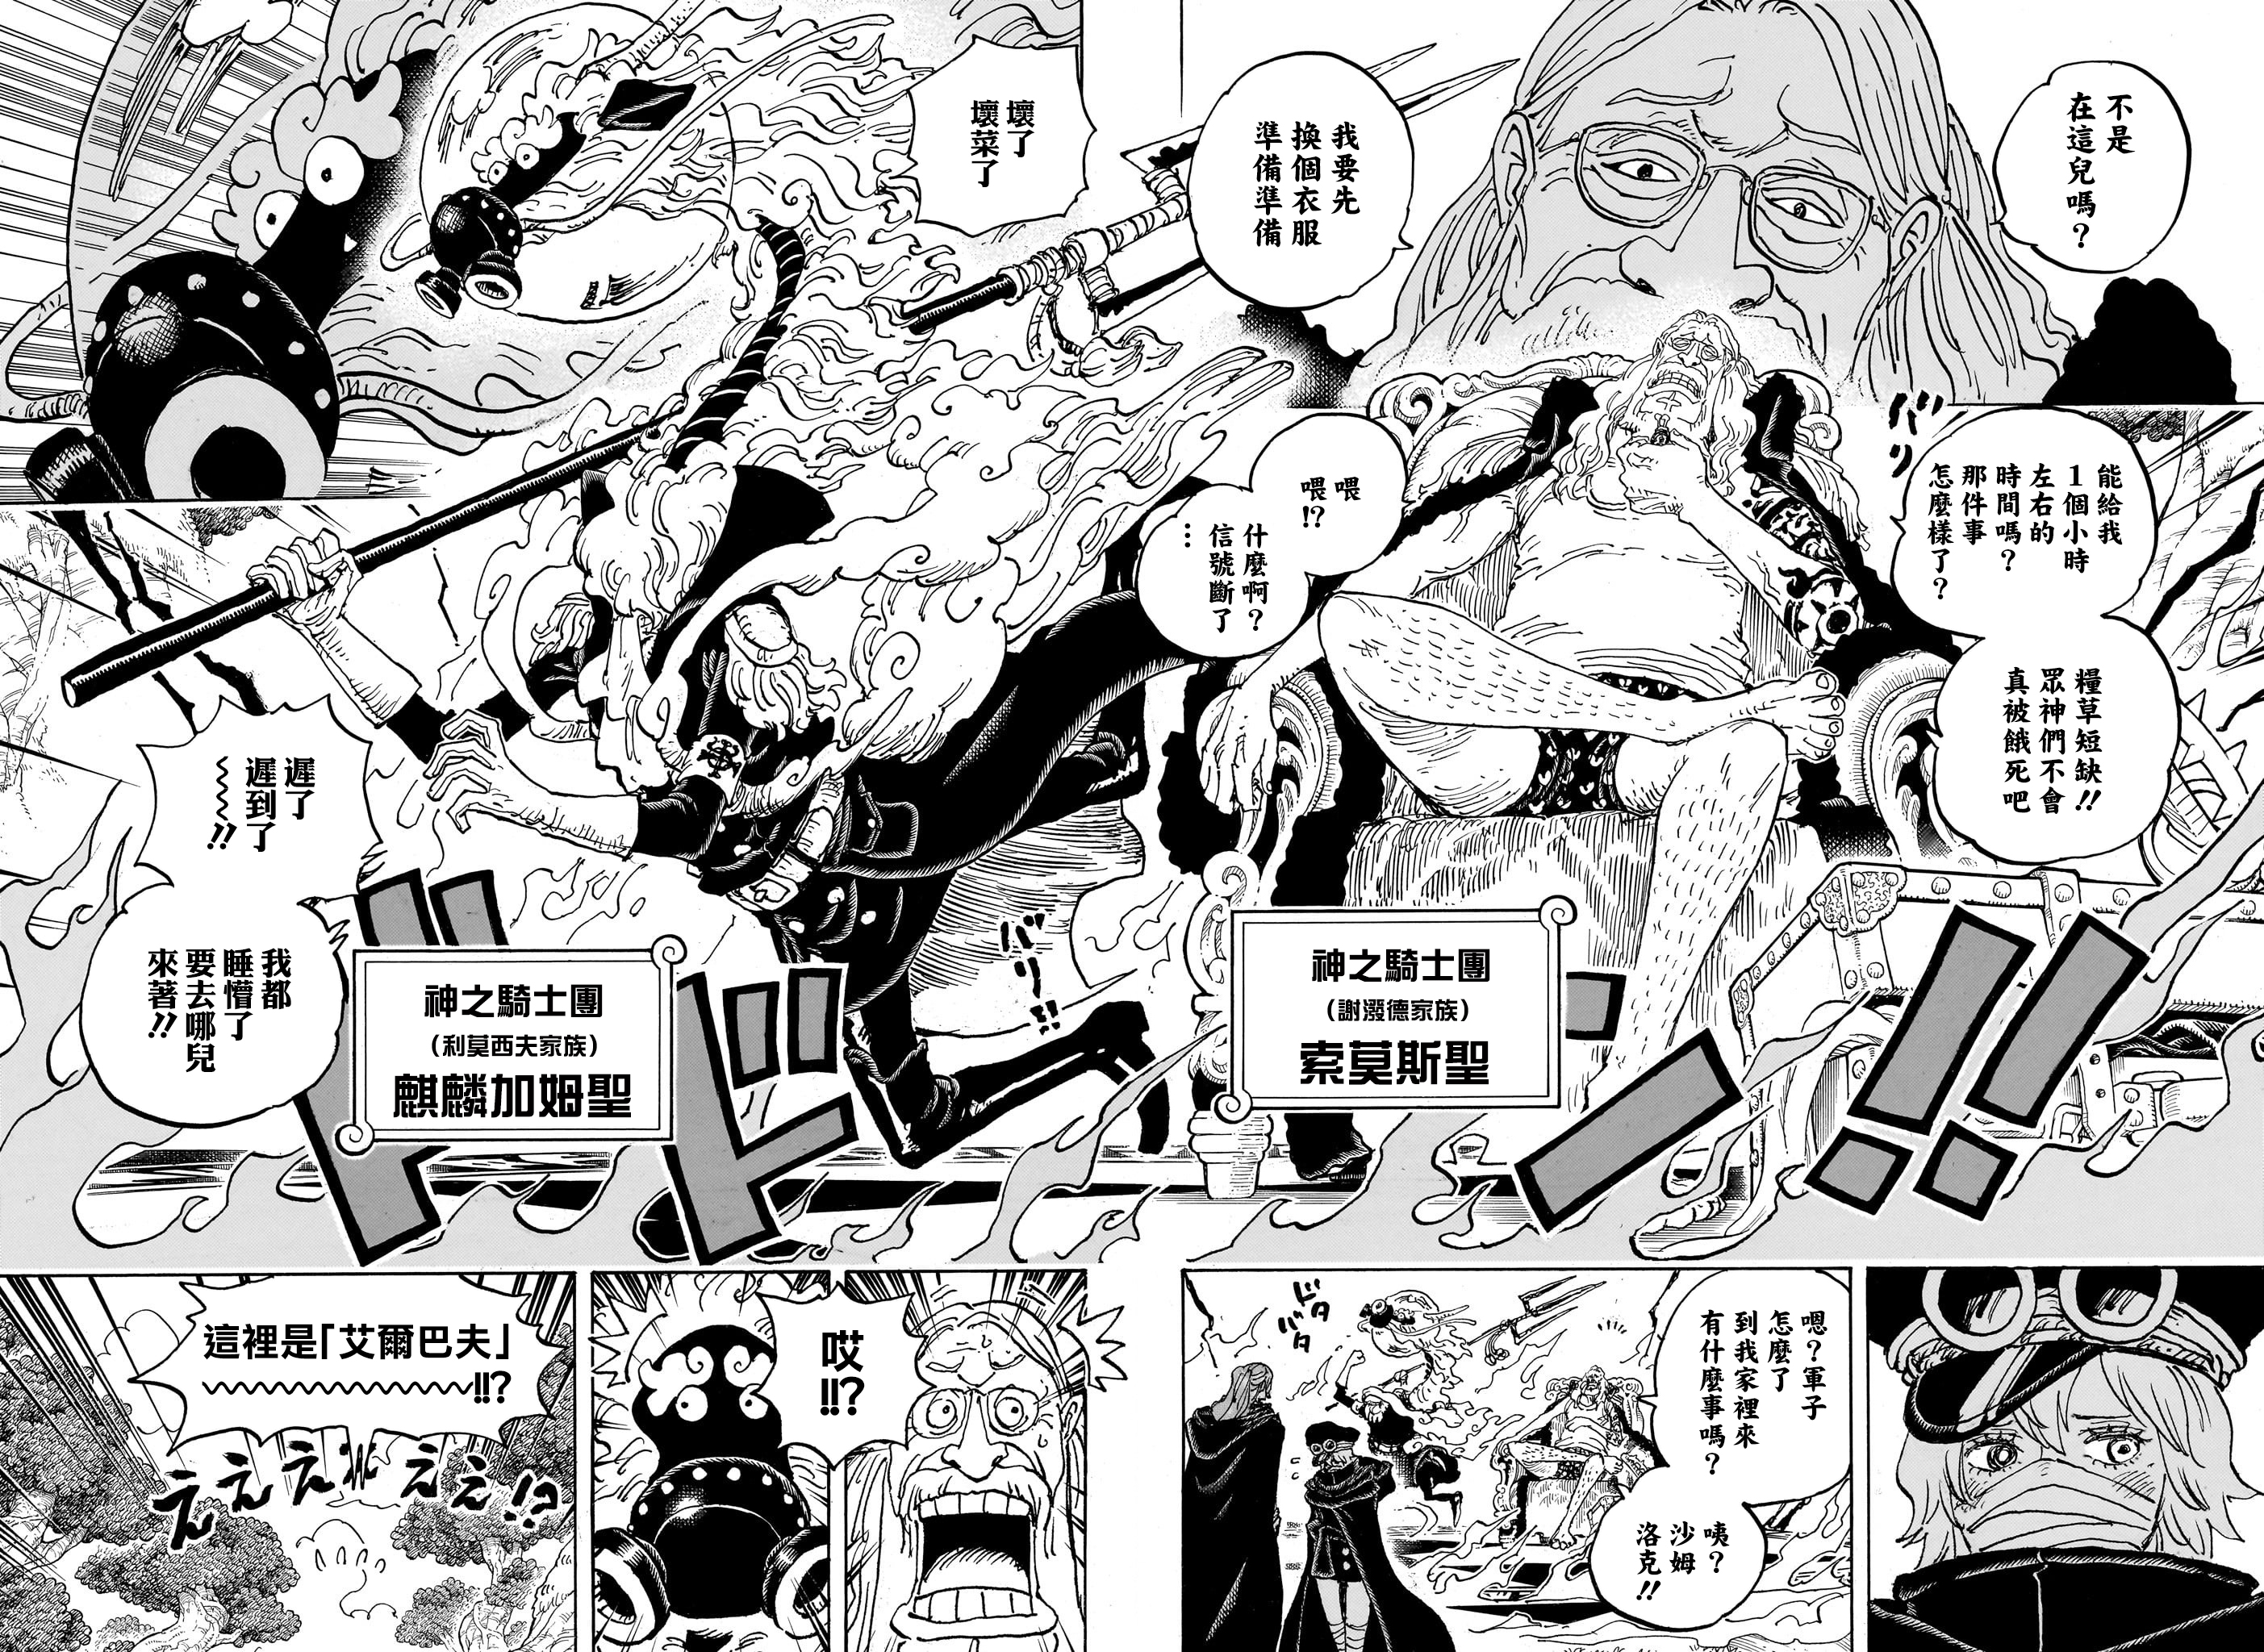 不是
在這兒嗎？
我要先
換個衣服
準備準備
壞了
壞菜了
バリ
能給我
1個小時
左右的
時間嗎？
那件事
怎麼樣了？
糧草短缺!!
眾神們不會
真被餓死吧
喂喂!?
什麼啊？
信號斷了
…
神之騎士團
（謝潑德家族）
索莫斯聖
遲了
遲到了
〜〜〜!!
我都
睡懵了
要去哪兒
來著!!
神之騎士團
（利莫西夫家族）
麒麟加姆聖
バリ!!
ドドン!!
嗯？軍子
怎麼了
到我家裡來
有什麼事嗎？
咦？
沙姆
洛克!!
ドタ
バタ
哎
!!?
這裡是「艾爾巴夫」
〜〜〜〜〜〜〜〜!!?